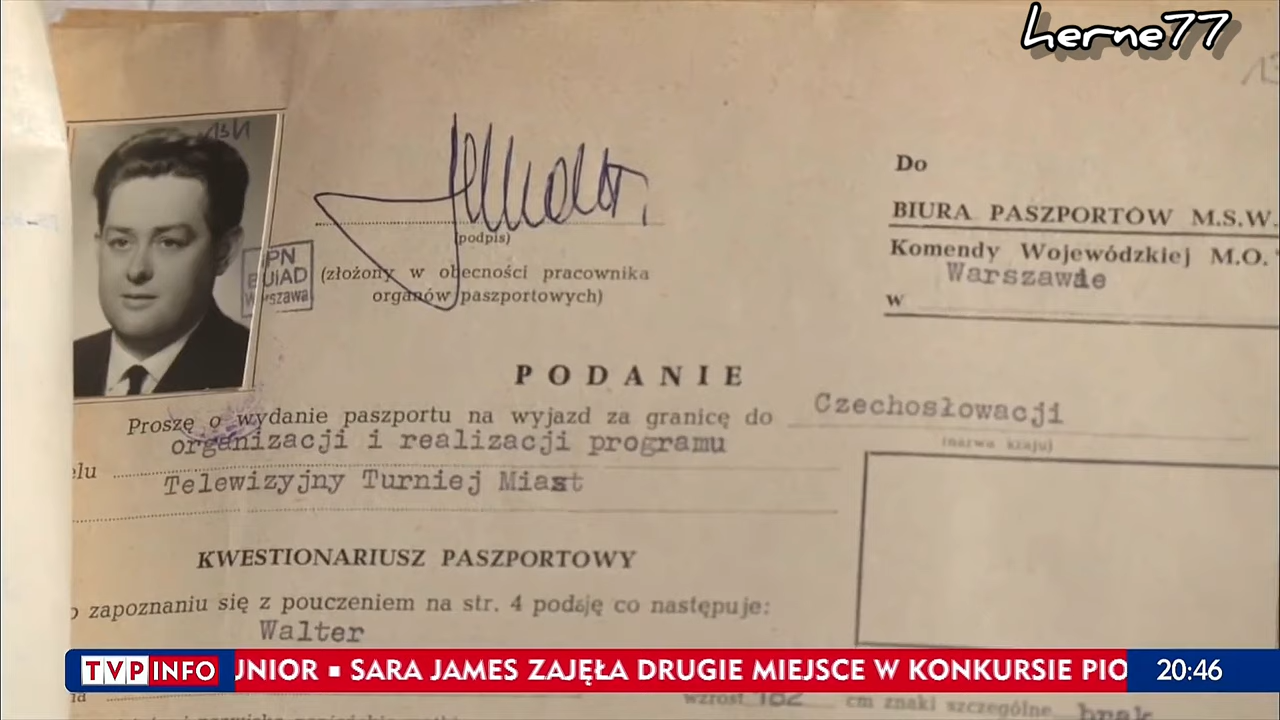 herne77
Do
BIURA PASZPORTÓW M.S.W.
Komendy Wojewódzkiej M.O.
w Warszawie
(podpis)
IPN
BUiAD
Warszawa
(złożony w obecności pracownika
organów paszportowych)
PODANIE
Proszę o wydanie paszportu na wyjazd za granicę do Czechosłowacji
(nazwa kraju)
organizacji i realizacji programu
elu
Telewizyjny Turniej Miast
KWESTIONARIUSZ PASZPORTOWY
o zapoznaniu się z pouczeniem na str. 4 podaję co następuje:
Walter
TVP INFO UNIOR ▪ SARA JAMES ZAJĘŁA DRUGIE MIEJSCE W KONKURSIE PIO 20:46
wzrost 182 cm znaki szczególne brak